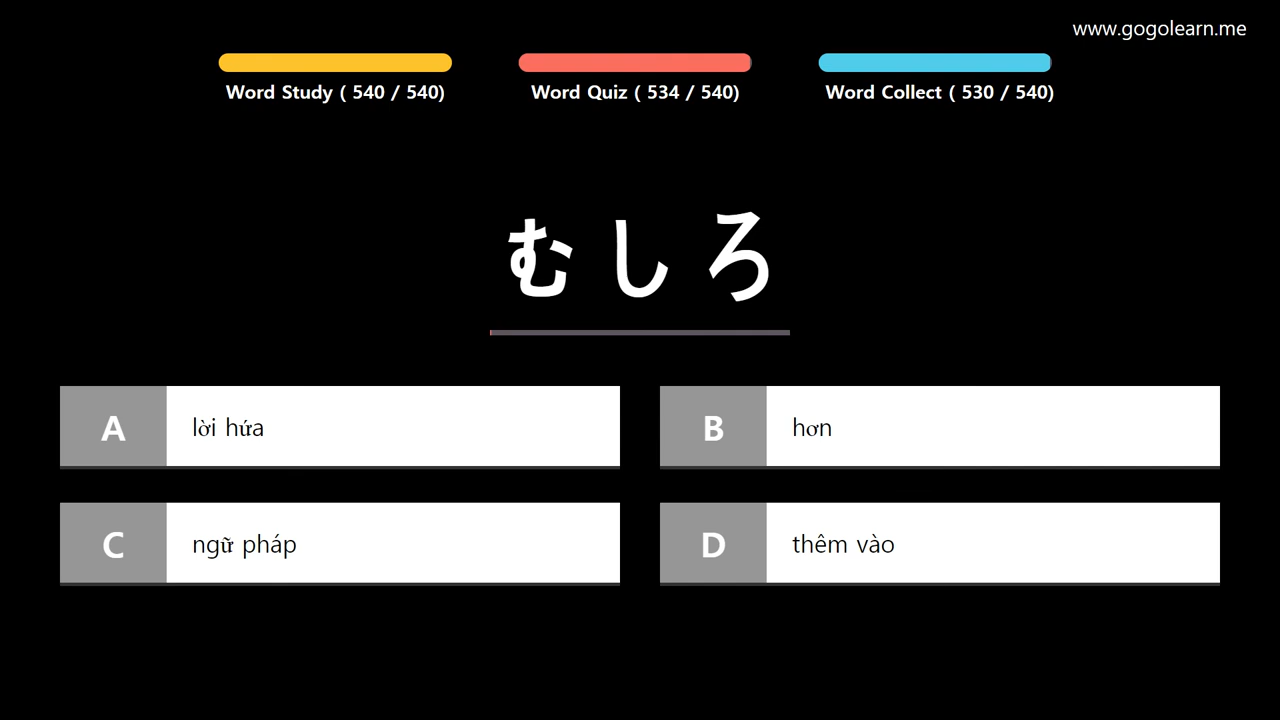 www.gogolearn.me
Word Study ( 540 / 540)
Word Quiz ( 534 / 540)
Word Collect ( 530 / 540)
むしろ
A
lời hứa
B
hơn
C
ngữ pháp
D
thêm vào